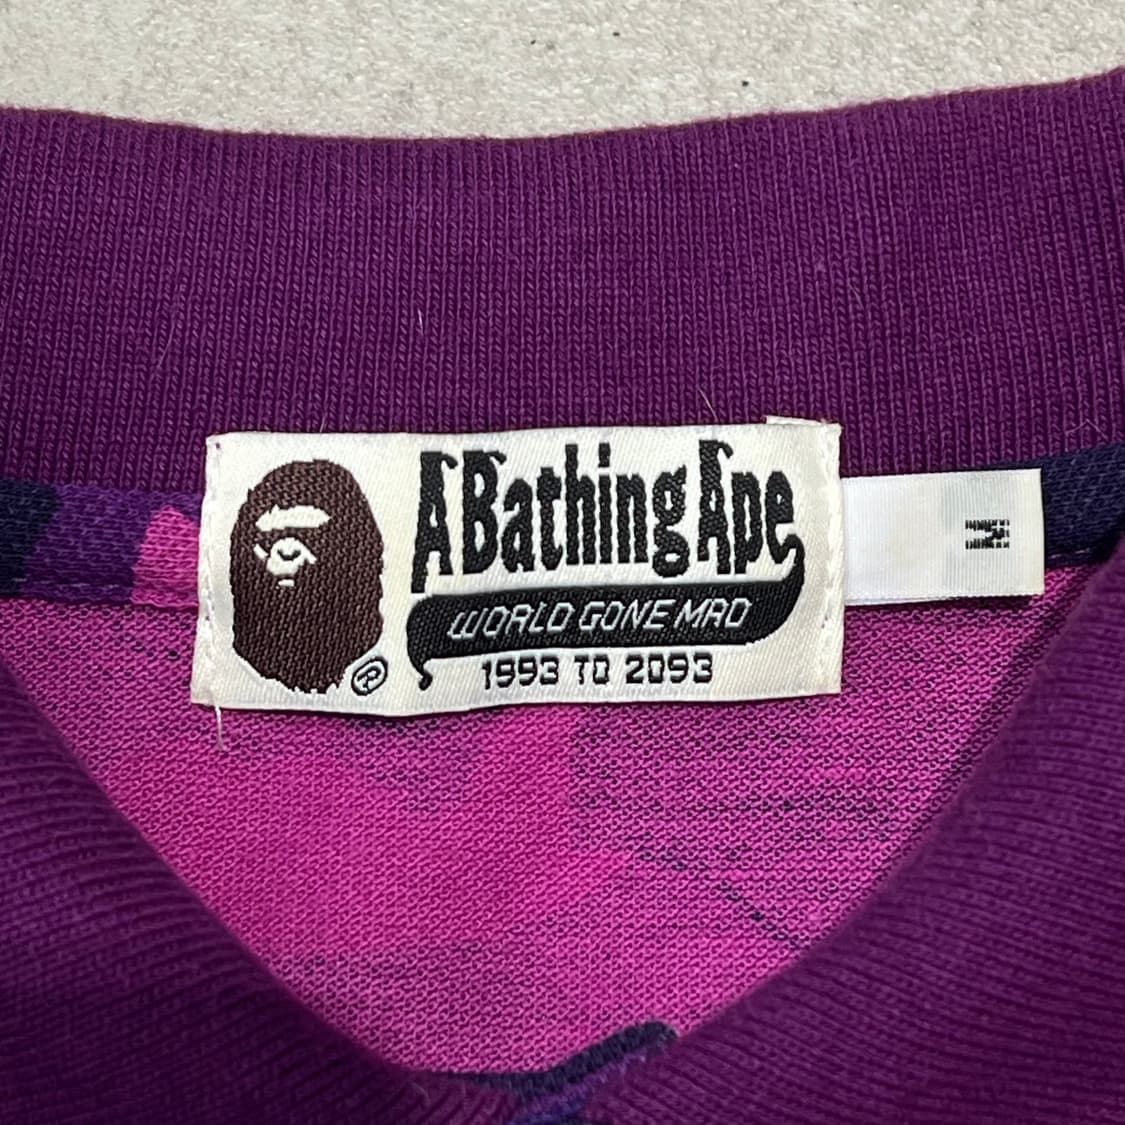 A Bathing Ape
WORLD GONE MAD
1993 TO 2093
®
M